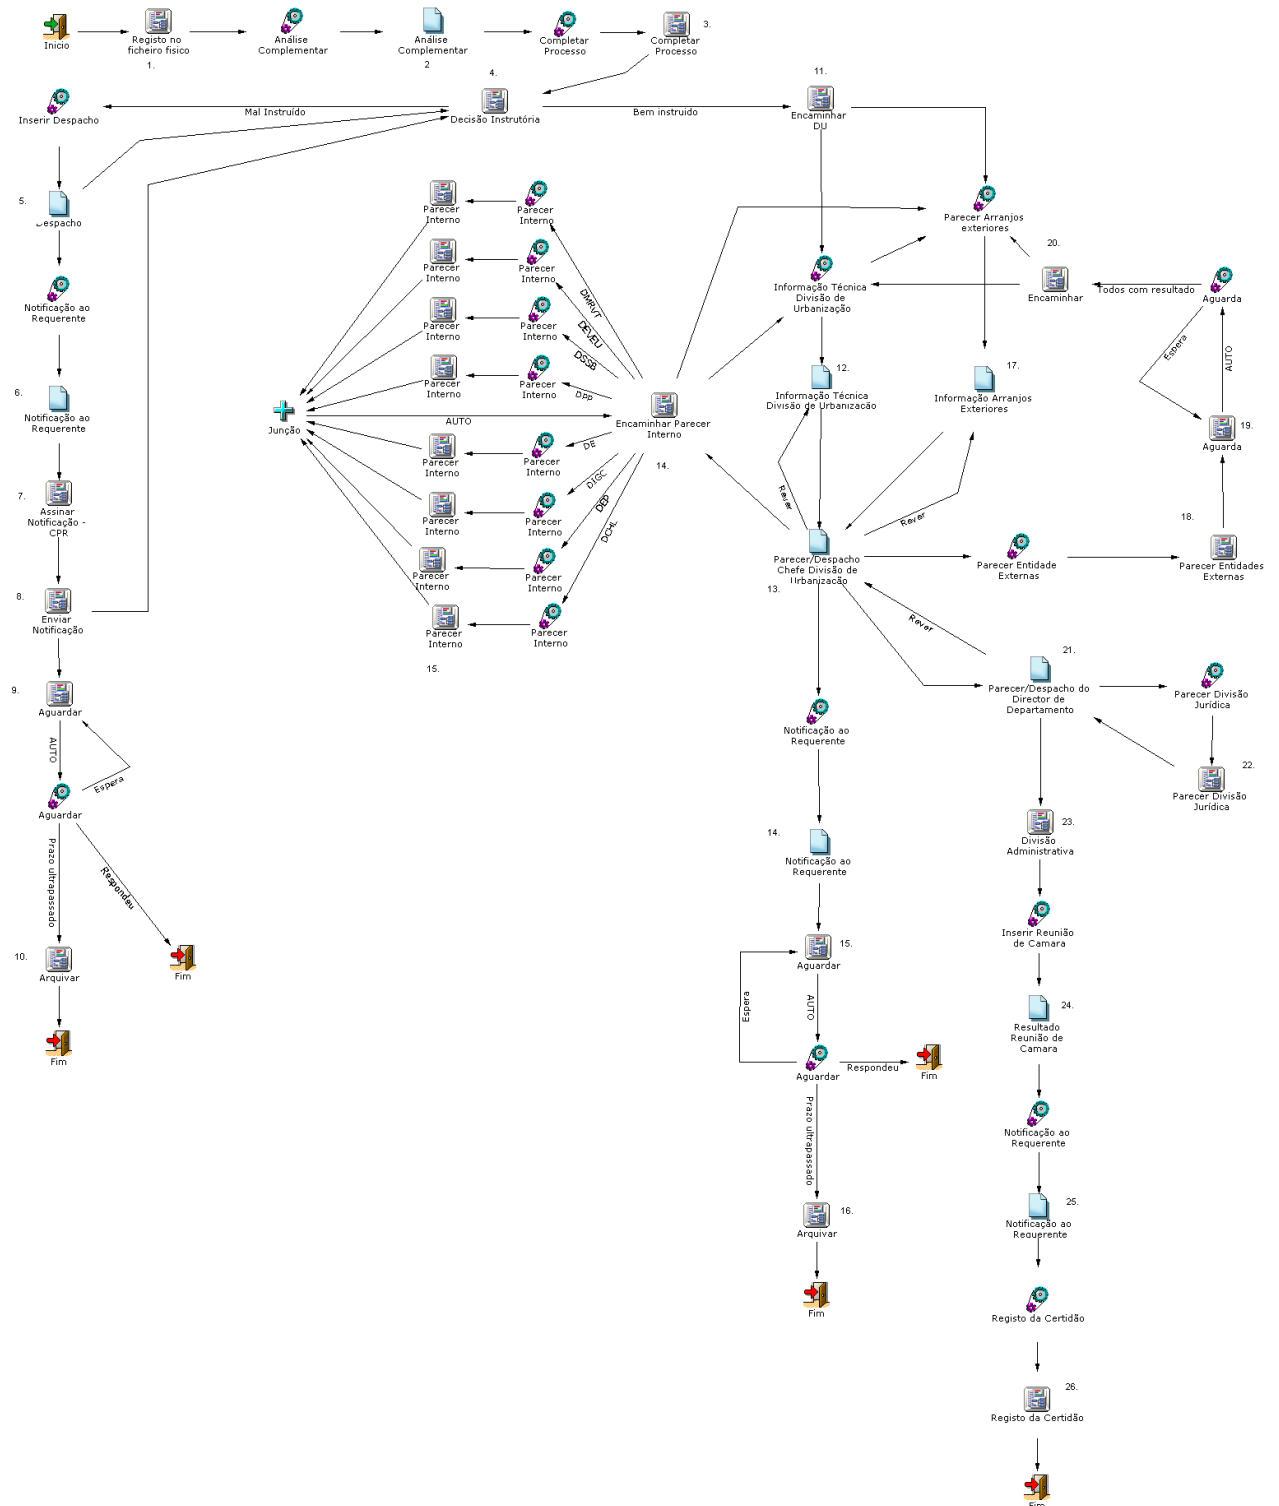 Inicio
Registo no
ficheiro fisico
1.
Análise
Complementar
Análise
Complementar
2
Completar
Processo
Completar
Processo
3.
4.
Decisão Instrutória
Mal Instruído
Bem instruido
Inserir Despacho
11.
Encaminhar
DU
5.
Despacho
Notificação ao
Requerente
6.
Notificação ao
Requerente
7.
Assinar
Notificação -
CPR
8.
Enviar
Notificação
9.
Aguardar
AUTO
Espera
Aguardar
Prazo ultrapassado
Respondeu
10.
Arquivar
Fim
Fim
Parecer
Interno
Parecer
Interno
Parecer
Interno
Parecer
Interno
Parecer
Interno
Parecer
Interno
Parecer
Interno
Parecer
Interno
DMRVT
DEVEU
DSSB
DPP
Junção
AUTO
Encaminhar Parecer
Interno
14.
DE
DIGC
DEP
DCHL
Parecer
Interno
Parecer
Interno
Parecer
Interno
Parecer
Interno
Parecer
Interno
Parecer
Interno
Parecer
Interno
Parecer
Interno
15.
Parecer Arranjos
exteriores
20.
Encaminhar
Todos com resultado
Aguarda
Espera
AUTO
19.
Aguarda
Informação Técnica
Divisão de
Urbanização
12.
Informação Técnica
Divisão de Urbanização
17.
Informação Arranjos
Exteriores
Rever
Rever
Parecer/Despacho
Chefe Divisão de
Urbanização
13.
Parecer Entidade
Externas
18.
Parecer Entidades
Externas
Rever
21.
Parecer/Despacho do
Director de
Departamento
Parecer Divisão
Jurídica
22.
Parecer Divisão
Jurídica
Notificação ao
Requerente
14.
Notificação ao
Requerente
15.
Aguardar
Espera
AUTO
Aguardar
Respondeu
Fim
Prazo ultrapassado
16.
Arquivar
Fim
23.
Divisão
Administrativa
Inserir Reunião
de Camara
24.
Resultado
Reunião de
Camara
Notificação ao
Requerente
25.
Notificação ao
Requerente
Registo da Certidão
26.
Registo da Certidão
Fim